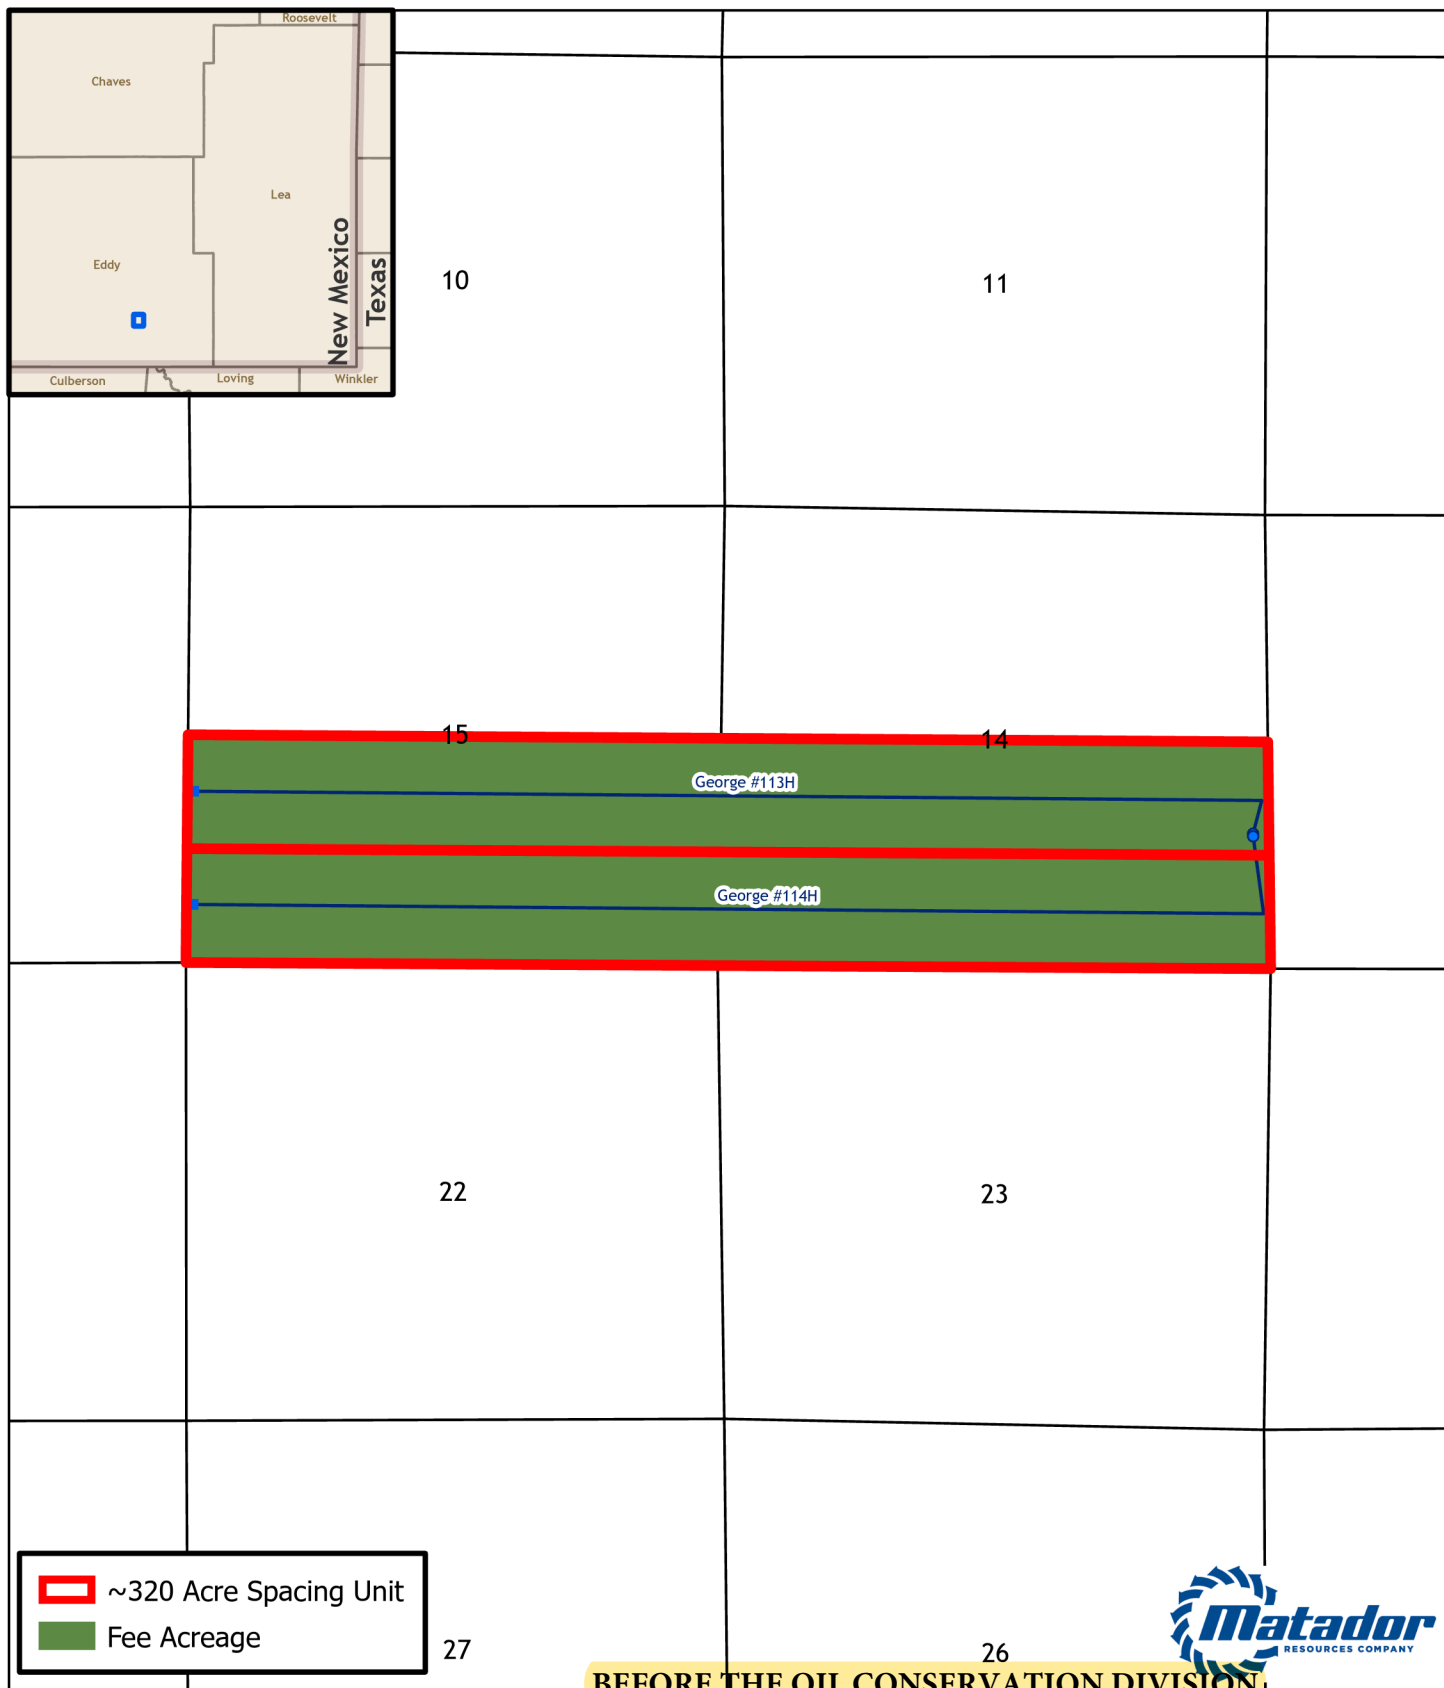 Roosevelt
Chaves
Lea
Eddy
New Mexico
Texas
Culberson
Loving
Winkler
10
11
15
14
George #113H
George #114H
22
23
~320 Acre Spacing Unit
Fee Acreage
27
26
Matador
RESOURCES COMPANY
BEFORE THE OIL CONSERVATION DIVISION